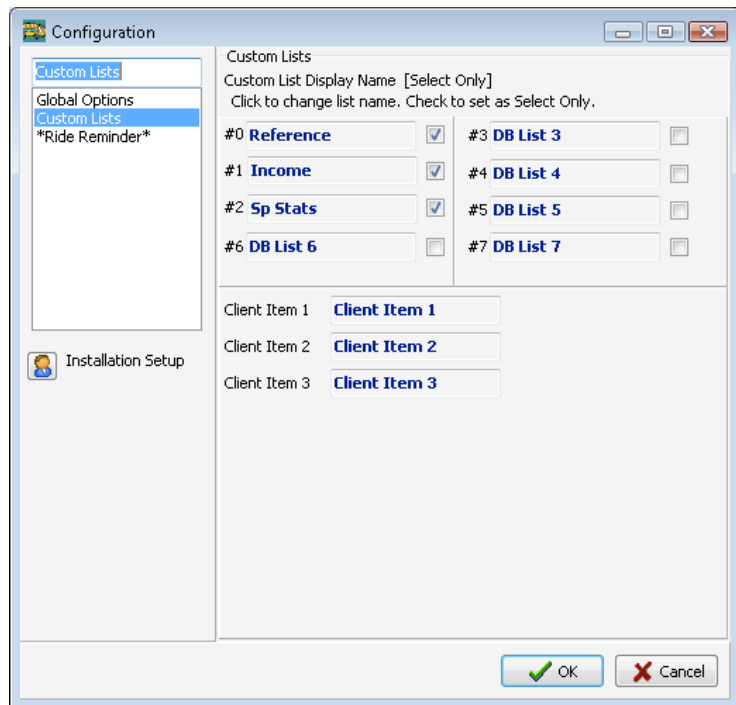 Configuration
Custom Lists
Global Options
Custom Lists
*Ride Reminder*
Installation Setup
Custom Lists
Custom List Display Name [Select Only]
Click to change list name. Check to set as Select Only.
#0 Reference
#3 DB List 3
#1 Income
#4 DB List 4
#2 Sp Stats
#5 DB List 5
#6 DB List 6
#7 DB List 7
Client Item 1 Client Item 1
Client Item 2 Client Item 2
Client Item 3 Client Item 3
OK
Cancel